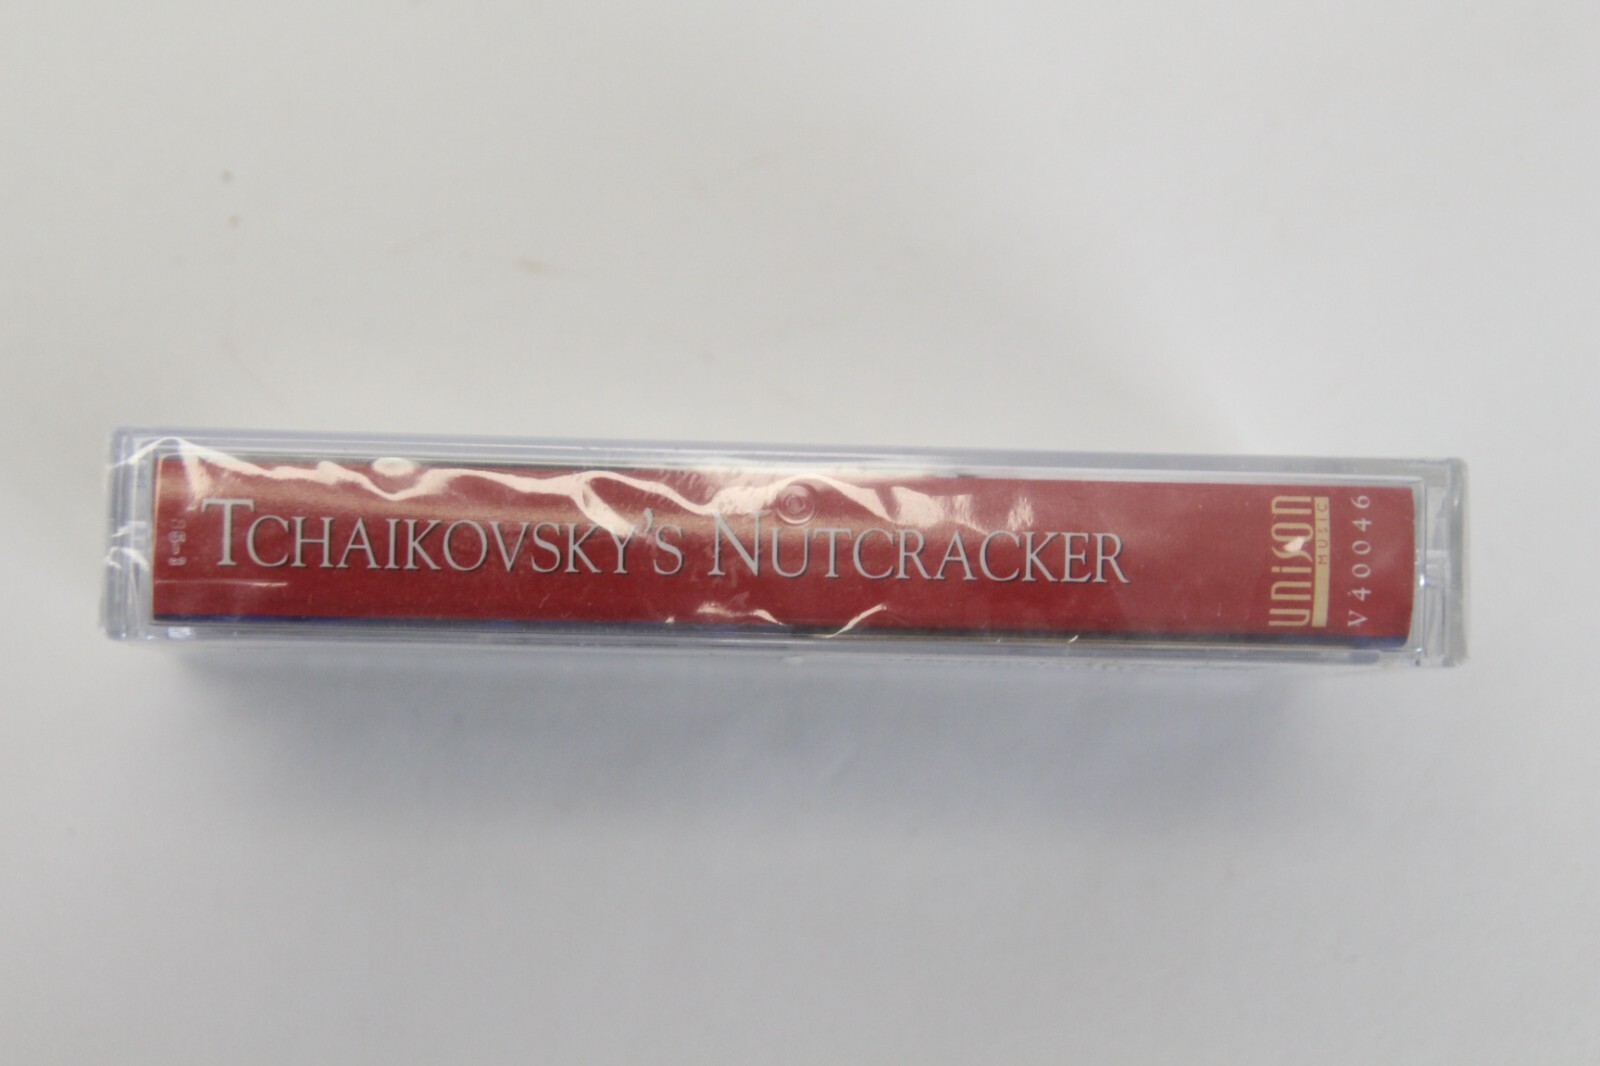 TCHAIKOVSKY'S NUTCRACKER
unison
MUSIC
V40046